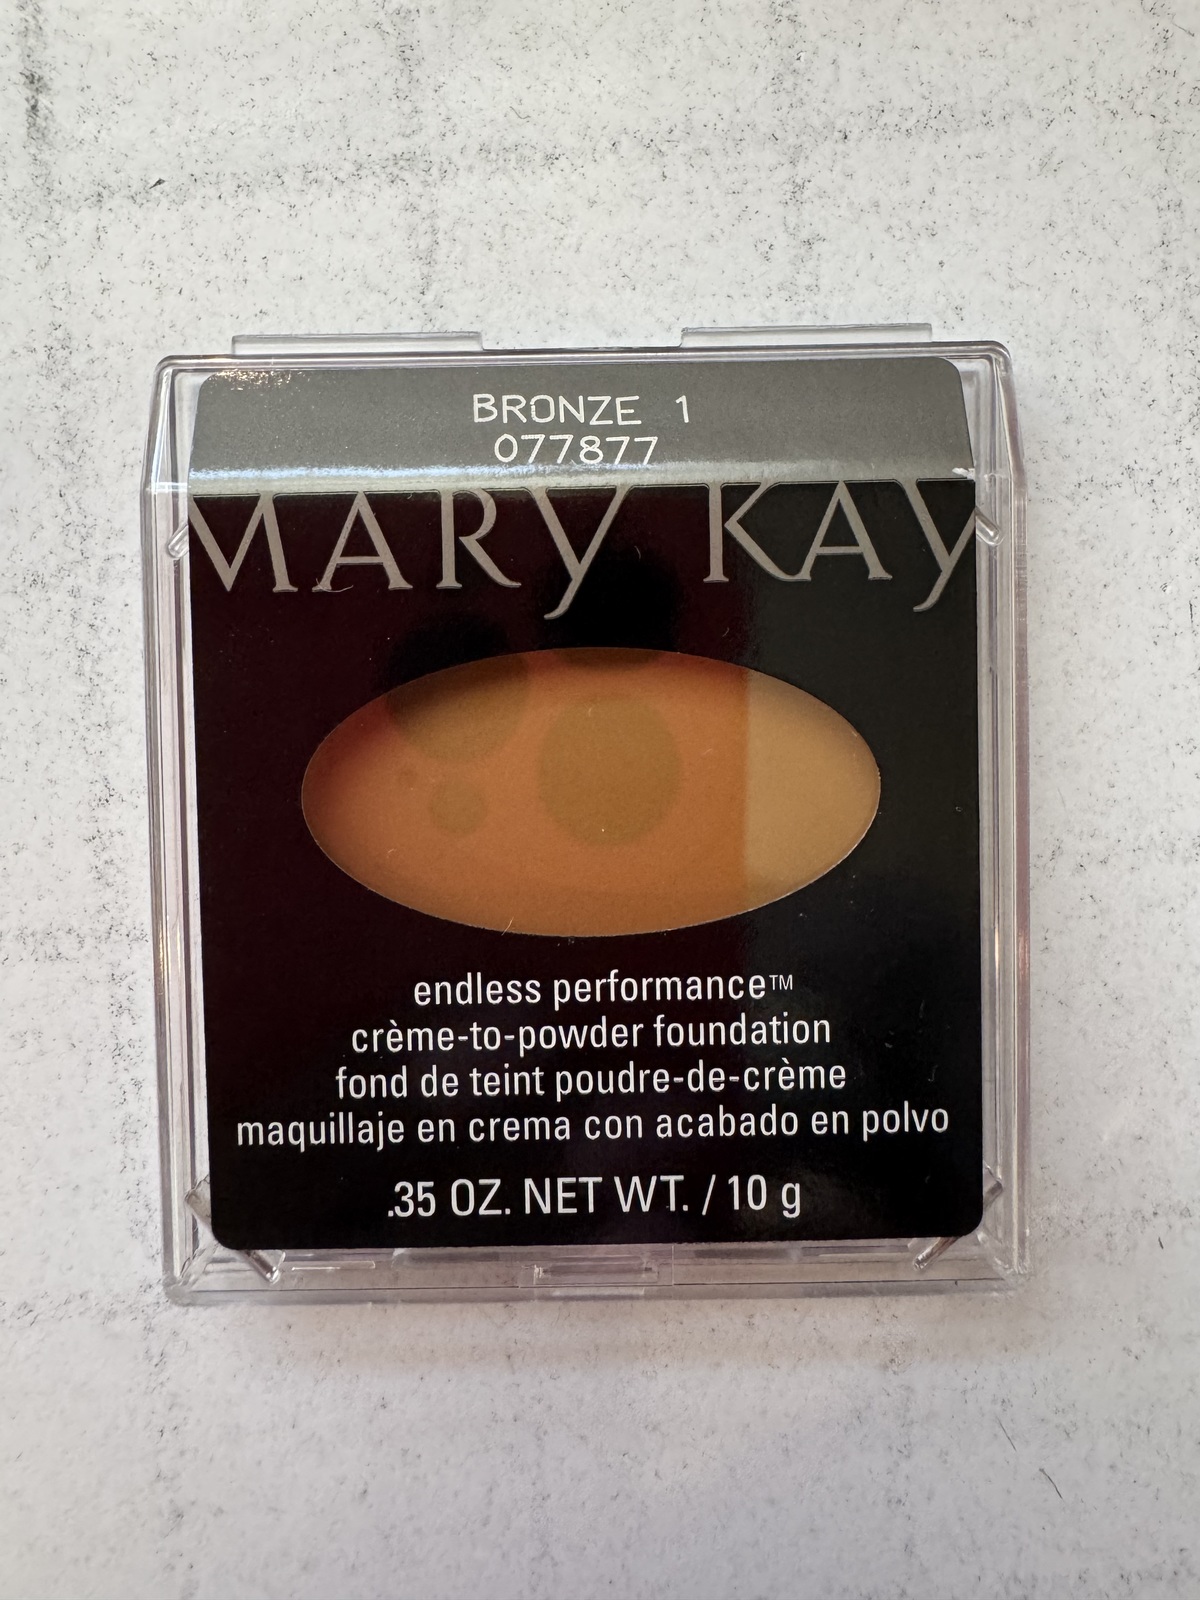 BRONZE 1
077877
MARY KAY
endless performance™
crème-to-powder foundation
fond de teint poudre-de-crème
maquillaje en crema con acabado en polvo
.35 OZ. NET WT. / 10 g